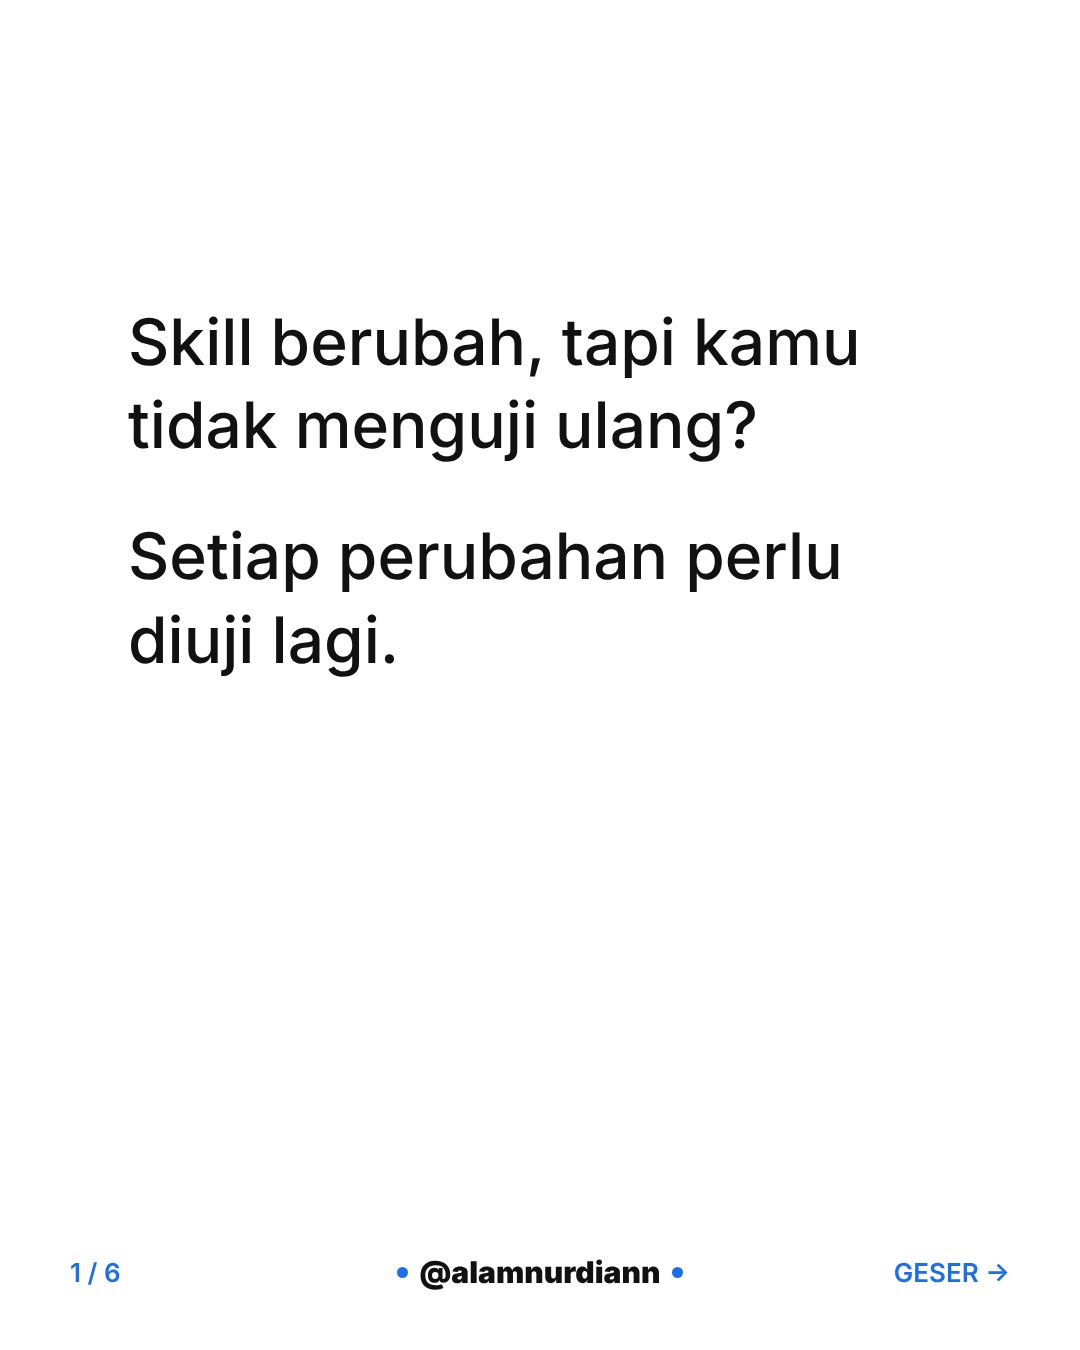 Skill berubah, tapi kamu
tidak menguji ulang?
Setiap perubahan perlu
diuji lagi.
1 / 6
• @alamnurdiann •
GESER →